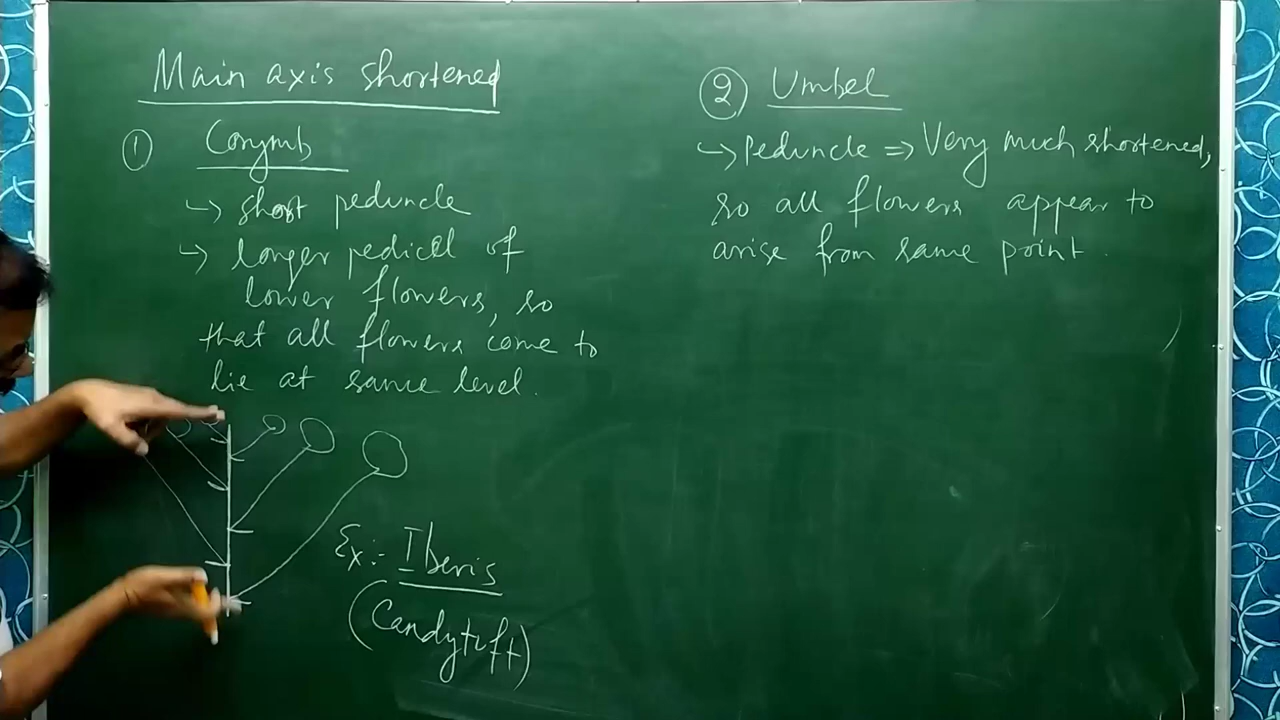 Main axis shortened
① Corymb
↪ short peduncle
↪ longer pedicel of
lower flowers, so
that all flowers come to
lie at same level.
Ex:- Iberis
(Candytuft)
② Umbel
↪ Peduncle ⇒ Very much shortened,
so all flowers appear to
arise from same point.